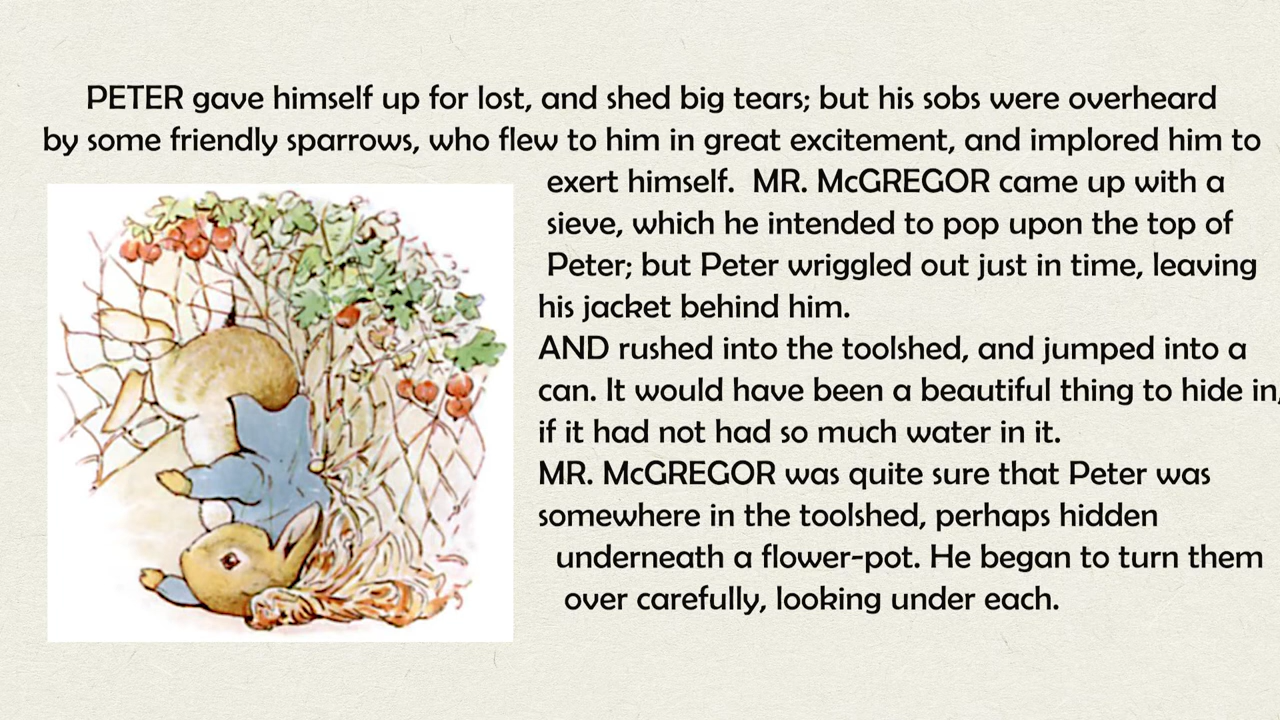 PETER gave himself up for lost, and shed big tears; but his sobs were overheard
by some friendly sparrows, who flew to him in great excitement, and implored him to
exert himself.  MR. McGREGOR came up with a
sieve, which he intended to pop upon the top of
Peter; but Peter wriggled out just in time, leaving
his jacket behind him.
AND rushed into the toolshed, and jumped into a
can. It would have been a beautiful thing to hide in,
if it had not had so much water in it.
MR. McGREGOR was quite sure that Peter was
somewhere in the toolshed, perhaps hidden
underneath a flower-pot. He began to turn them
over carefully, looking under each.